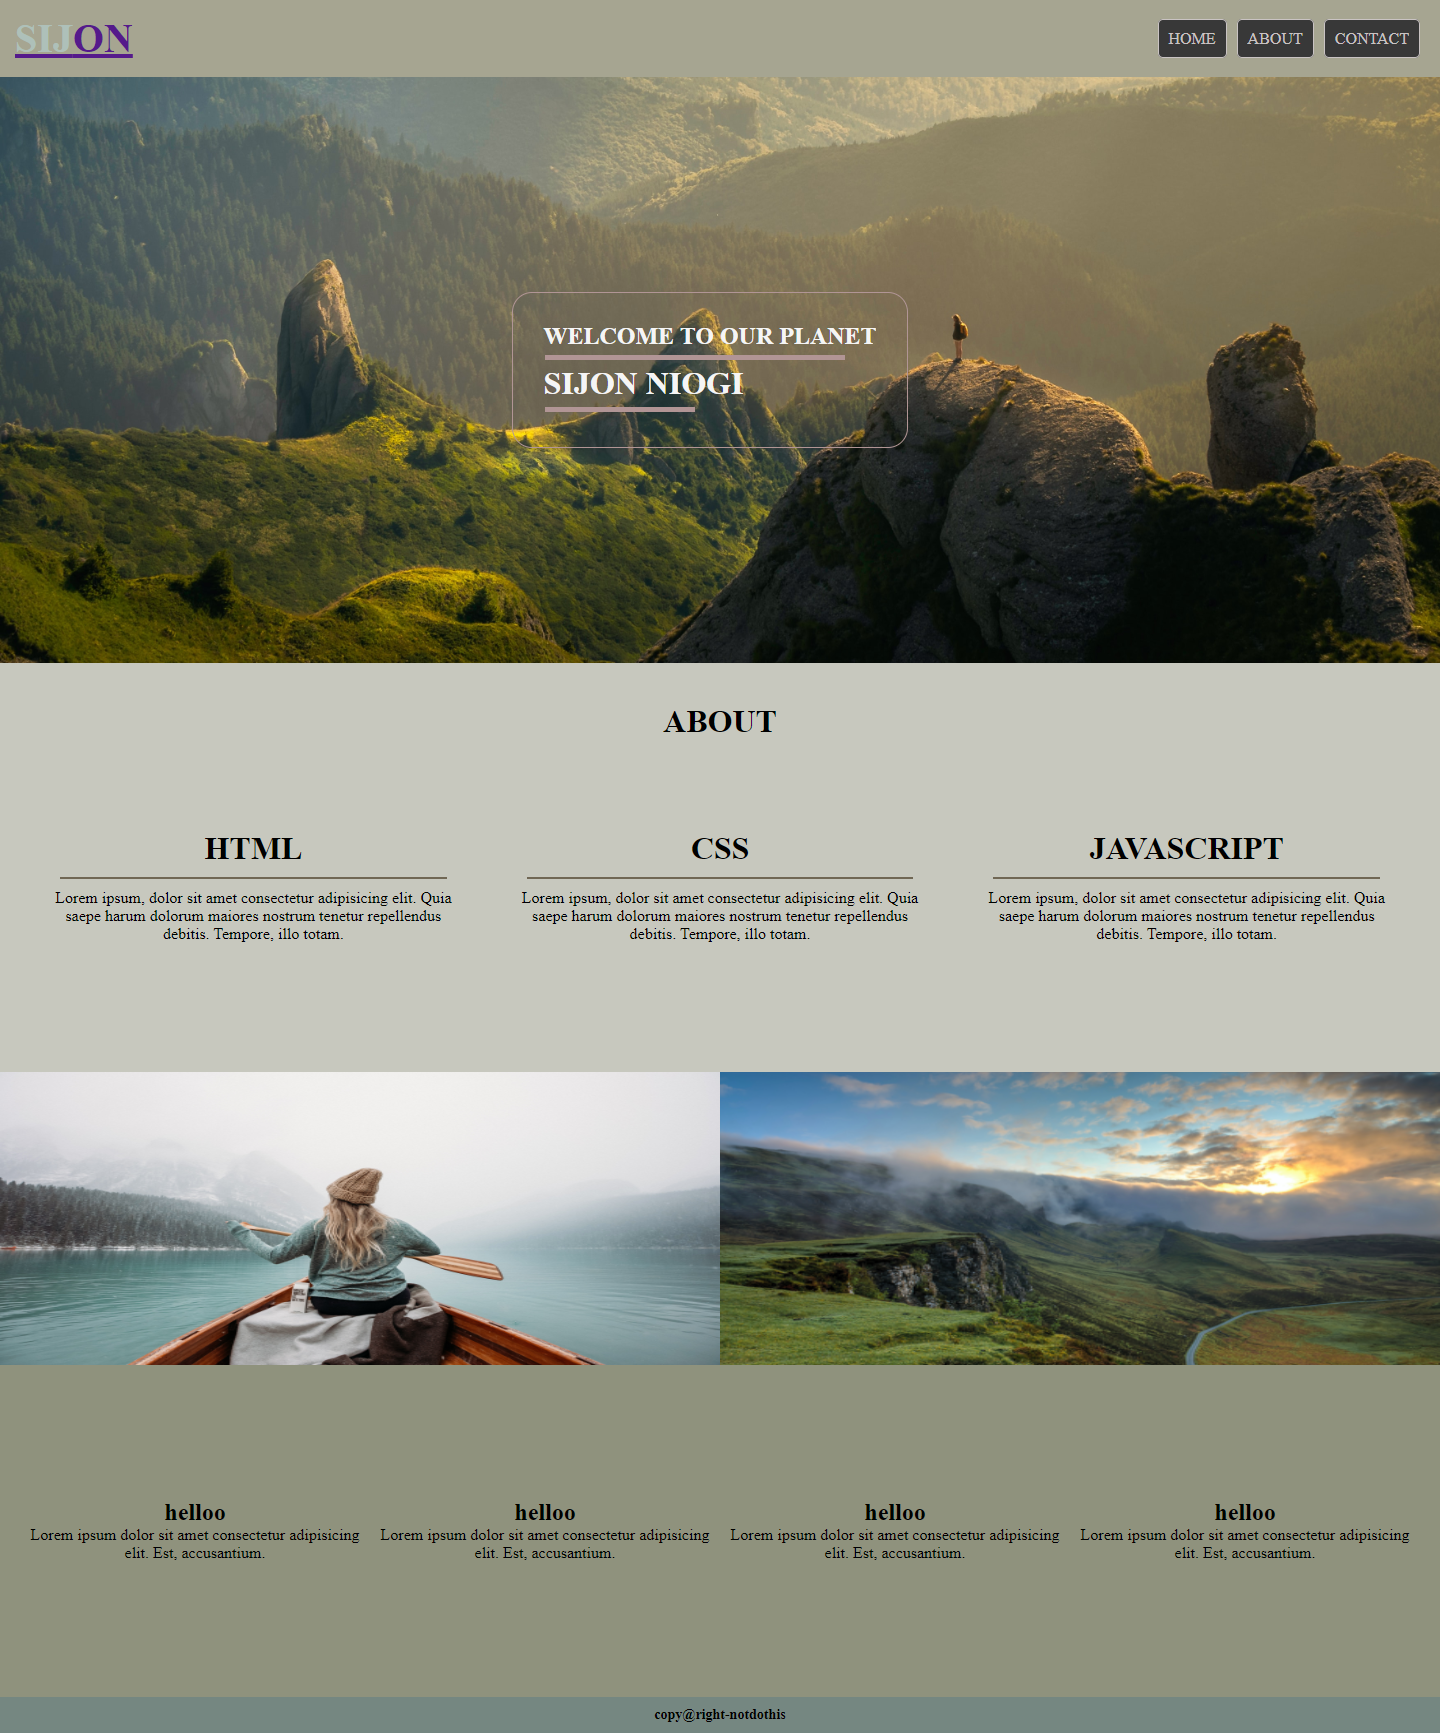 SIJON
HOME ABOUT CONTACT
WELCOME TO OUR PLANET
SIJON NIOGI
ABOUT
HTML
Lorem ipsum, dolor sit amet consectetur adipisicing elit. Quia
saepe harum dolorum maiores nostrum tenetur repellendus
debitis. Tempore, illo totam.
CSS
Lorem ipsum, dolor sit amet consectetur adipisicing elit. Quia
saepe harum dolorum maiores nostrum tenetur repellendus
debitis. Tempore, illo totam.
JAVASCRIPT
Lorem ipsum, dolor sit amet consectetur adipisicing elit. Quia
saepe harum dolorum maiores nostrum tenetur repellendus
debitis. Tempore, illo totam.
helloo
Lorem ipsum dolor sit amet consectetur adipisicing
elit. Est, accusantium.
helloo
Lorem ipsum dolor sit amet consectetur adipisicing
elit. Est, accusantium.
helloo
Lorem ipsum dolor sit amet consectetur adipisicing
elit. Est, accusantium.
helloo
Lorem ipsum dolor sit amet consectetur adipisicing
elit. Est, accusantium.
copy@right-notdothis